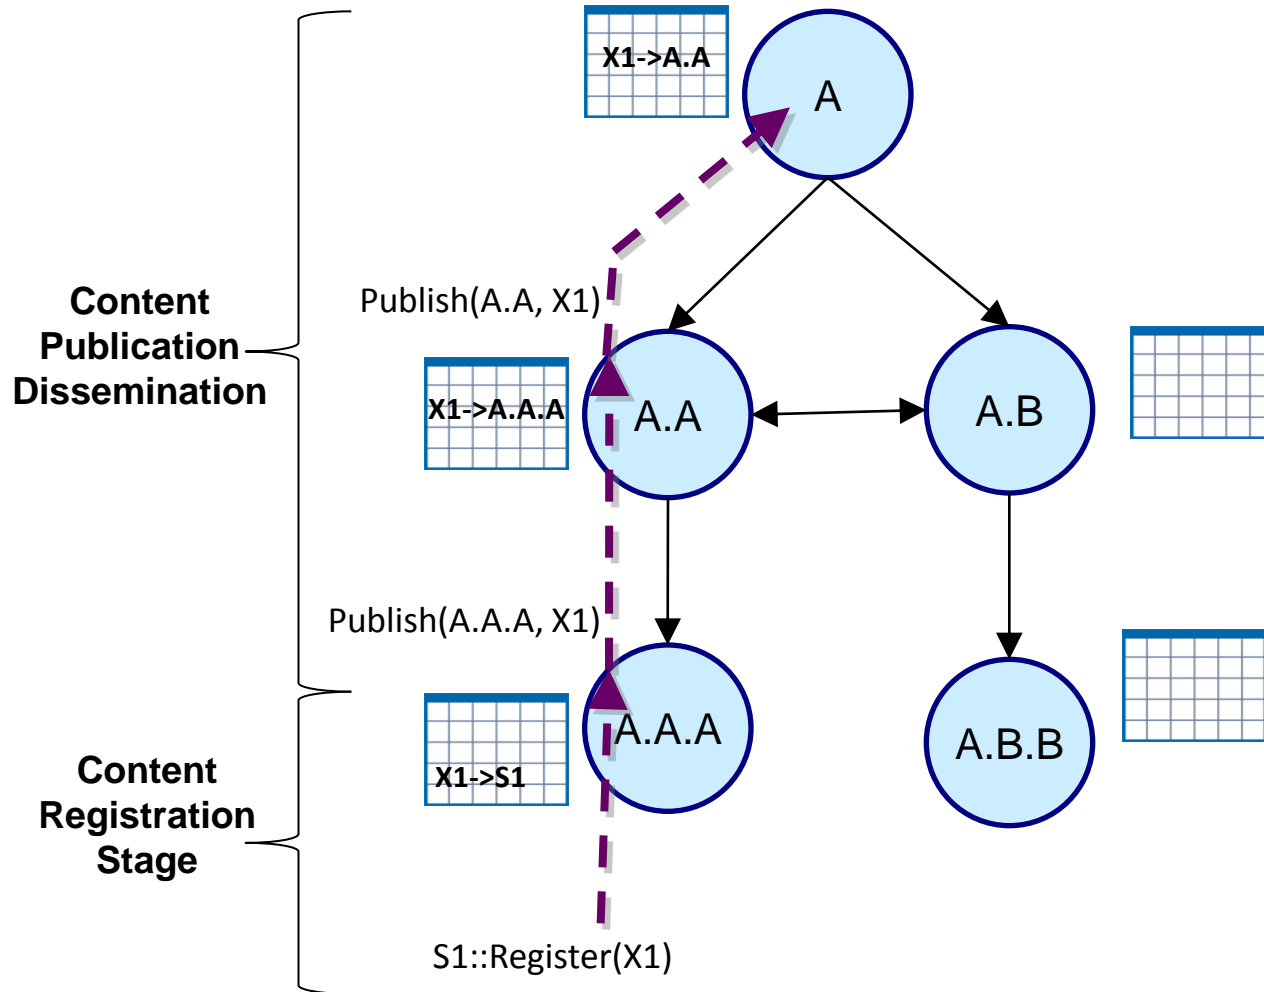 X1->A.A
A
Content
Publication
Dissemination
Publish(A.A, X1)
X1->A.A.A
A.A
A.B
Publish(A.A.A, X1)
Content
Registration
Stage
X1->S1
A.A.A
A.B.B
S1::Register(X1)